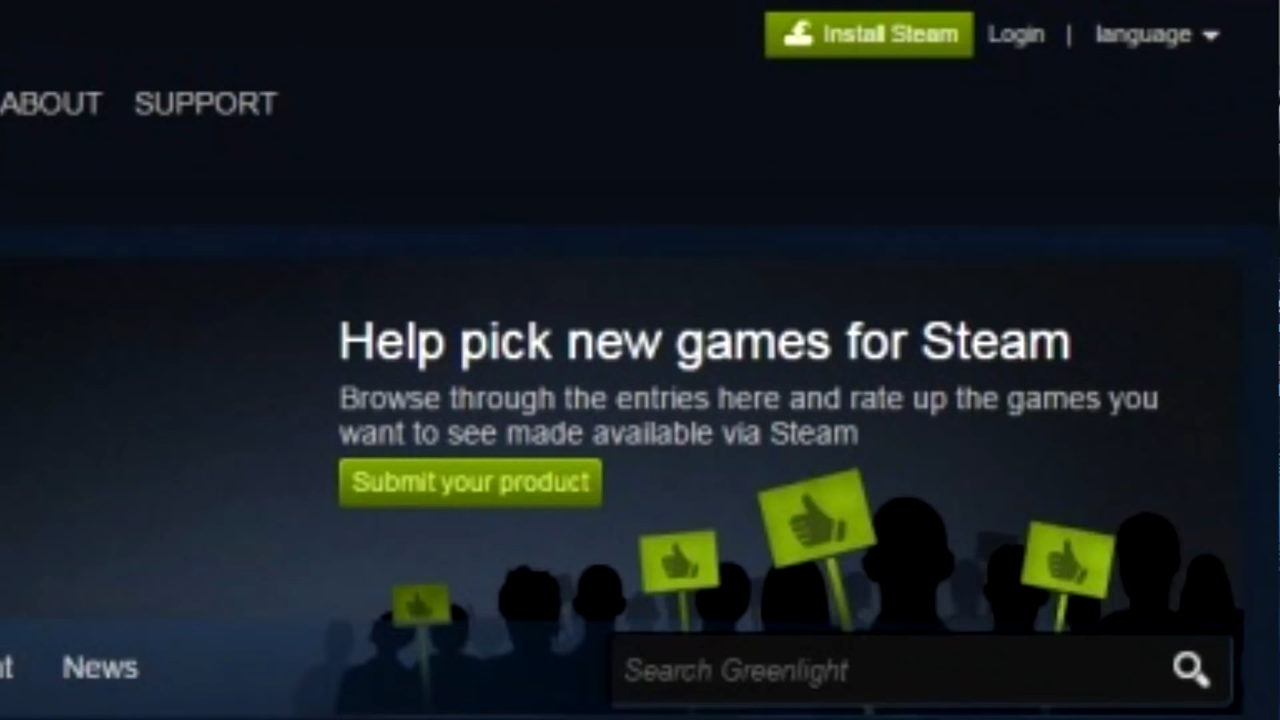 Install Steam Login | language
ABOUT SUPPORT
Help pick new games for Steam
Browse through the entries here and rate up the games you
want to see made available via Steam
Submit your product
News
Search Greenlight